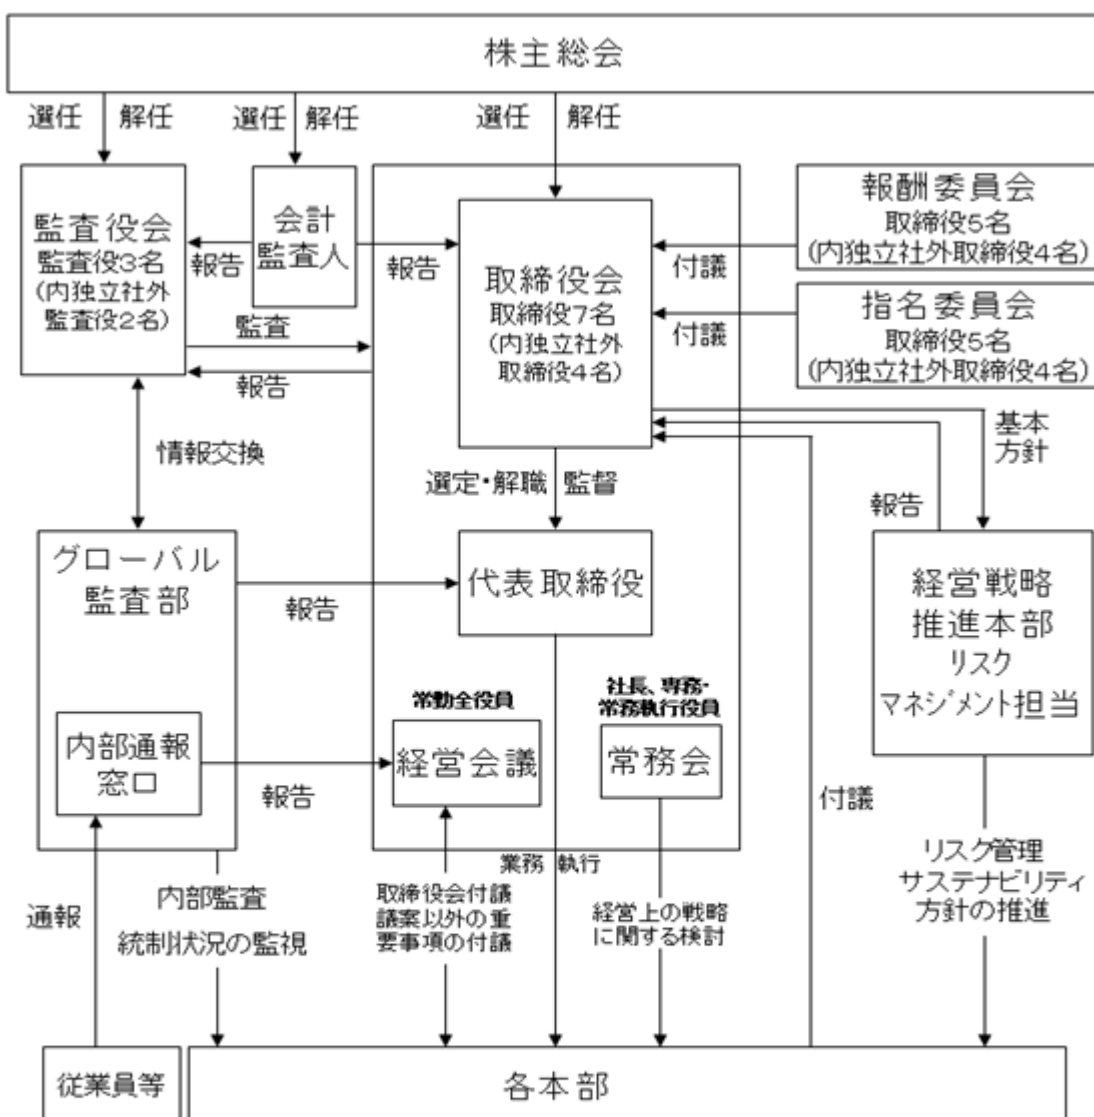 株主総会
選任 解任
選任 解任
選任 解任
監査役会
監査役3名
(内独立社外
監査役2名)
会計
監査人
報告
報告
取締役会
取締役7名
(内独立社外
取締役4名)
報酬委員会
取締役5名
(内独立社外取締役4名)
付議
指名委員会
取締役5名
(内独立社外取締役4名)
付議
監査
報告
情報交換
基本
方針
報告
選定・解職 監督
グローバル
監査部
報告
代表取締役
経営戦略
推進本部
リスク
マネジメント担当
内部通報
窓口
報告
常勤全役員
経営会議
社長、専務・
常務執行役員
常務会
付議
業務 執行
通報
内部監査
統制状況の監視
取締役会付議
議案以外の重
要事項の付議
経営上の戦略
に関する検討
リスク管理
サステナビリティ
方針の推進
従業員等
各本部